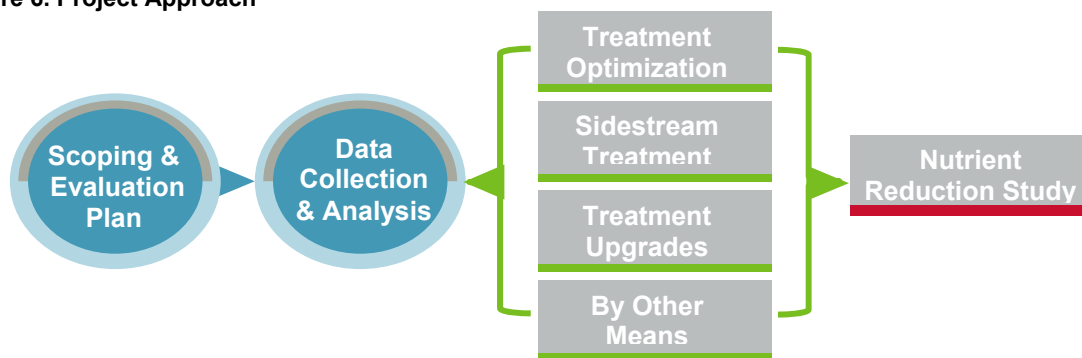 re 6. Project Approach
Scoping &
Evaluation
Plan
Data
Collection
& Analysis
Treatment
Optimization
Sidestream
Treatment
Treatment
Upgrades
By Other
Means
Nutrient
Reduction Study